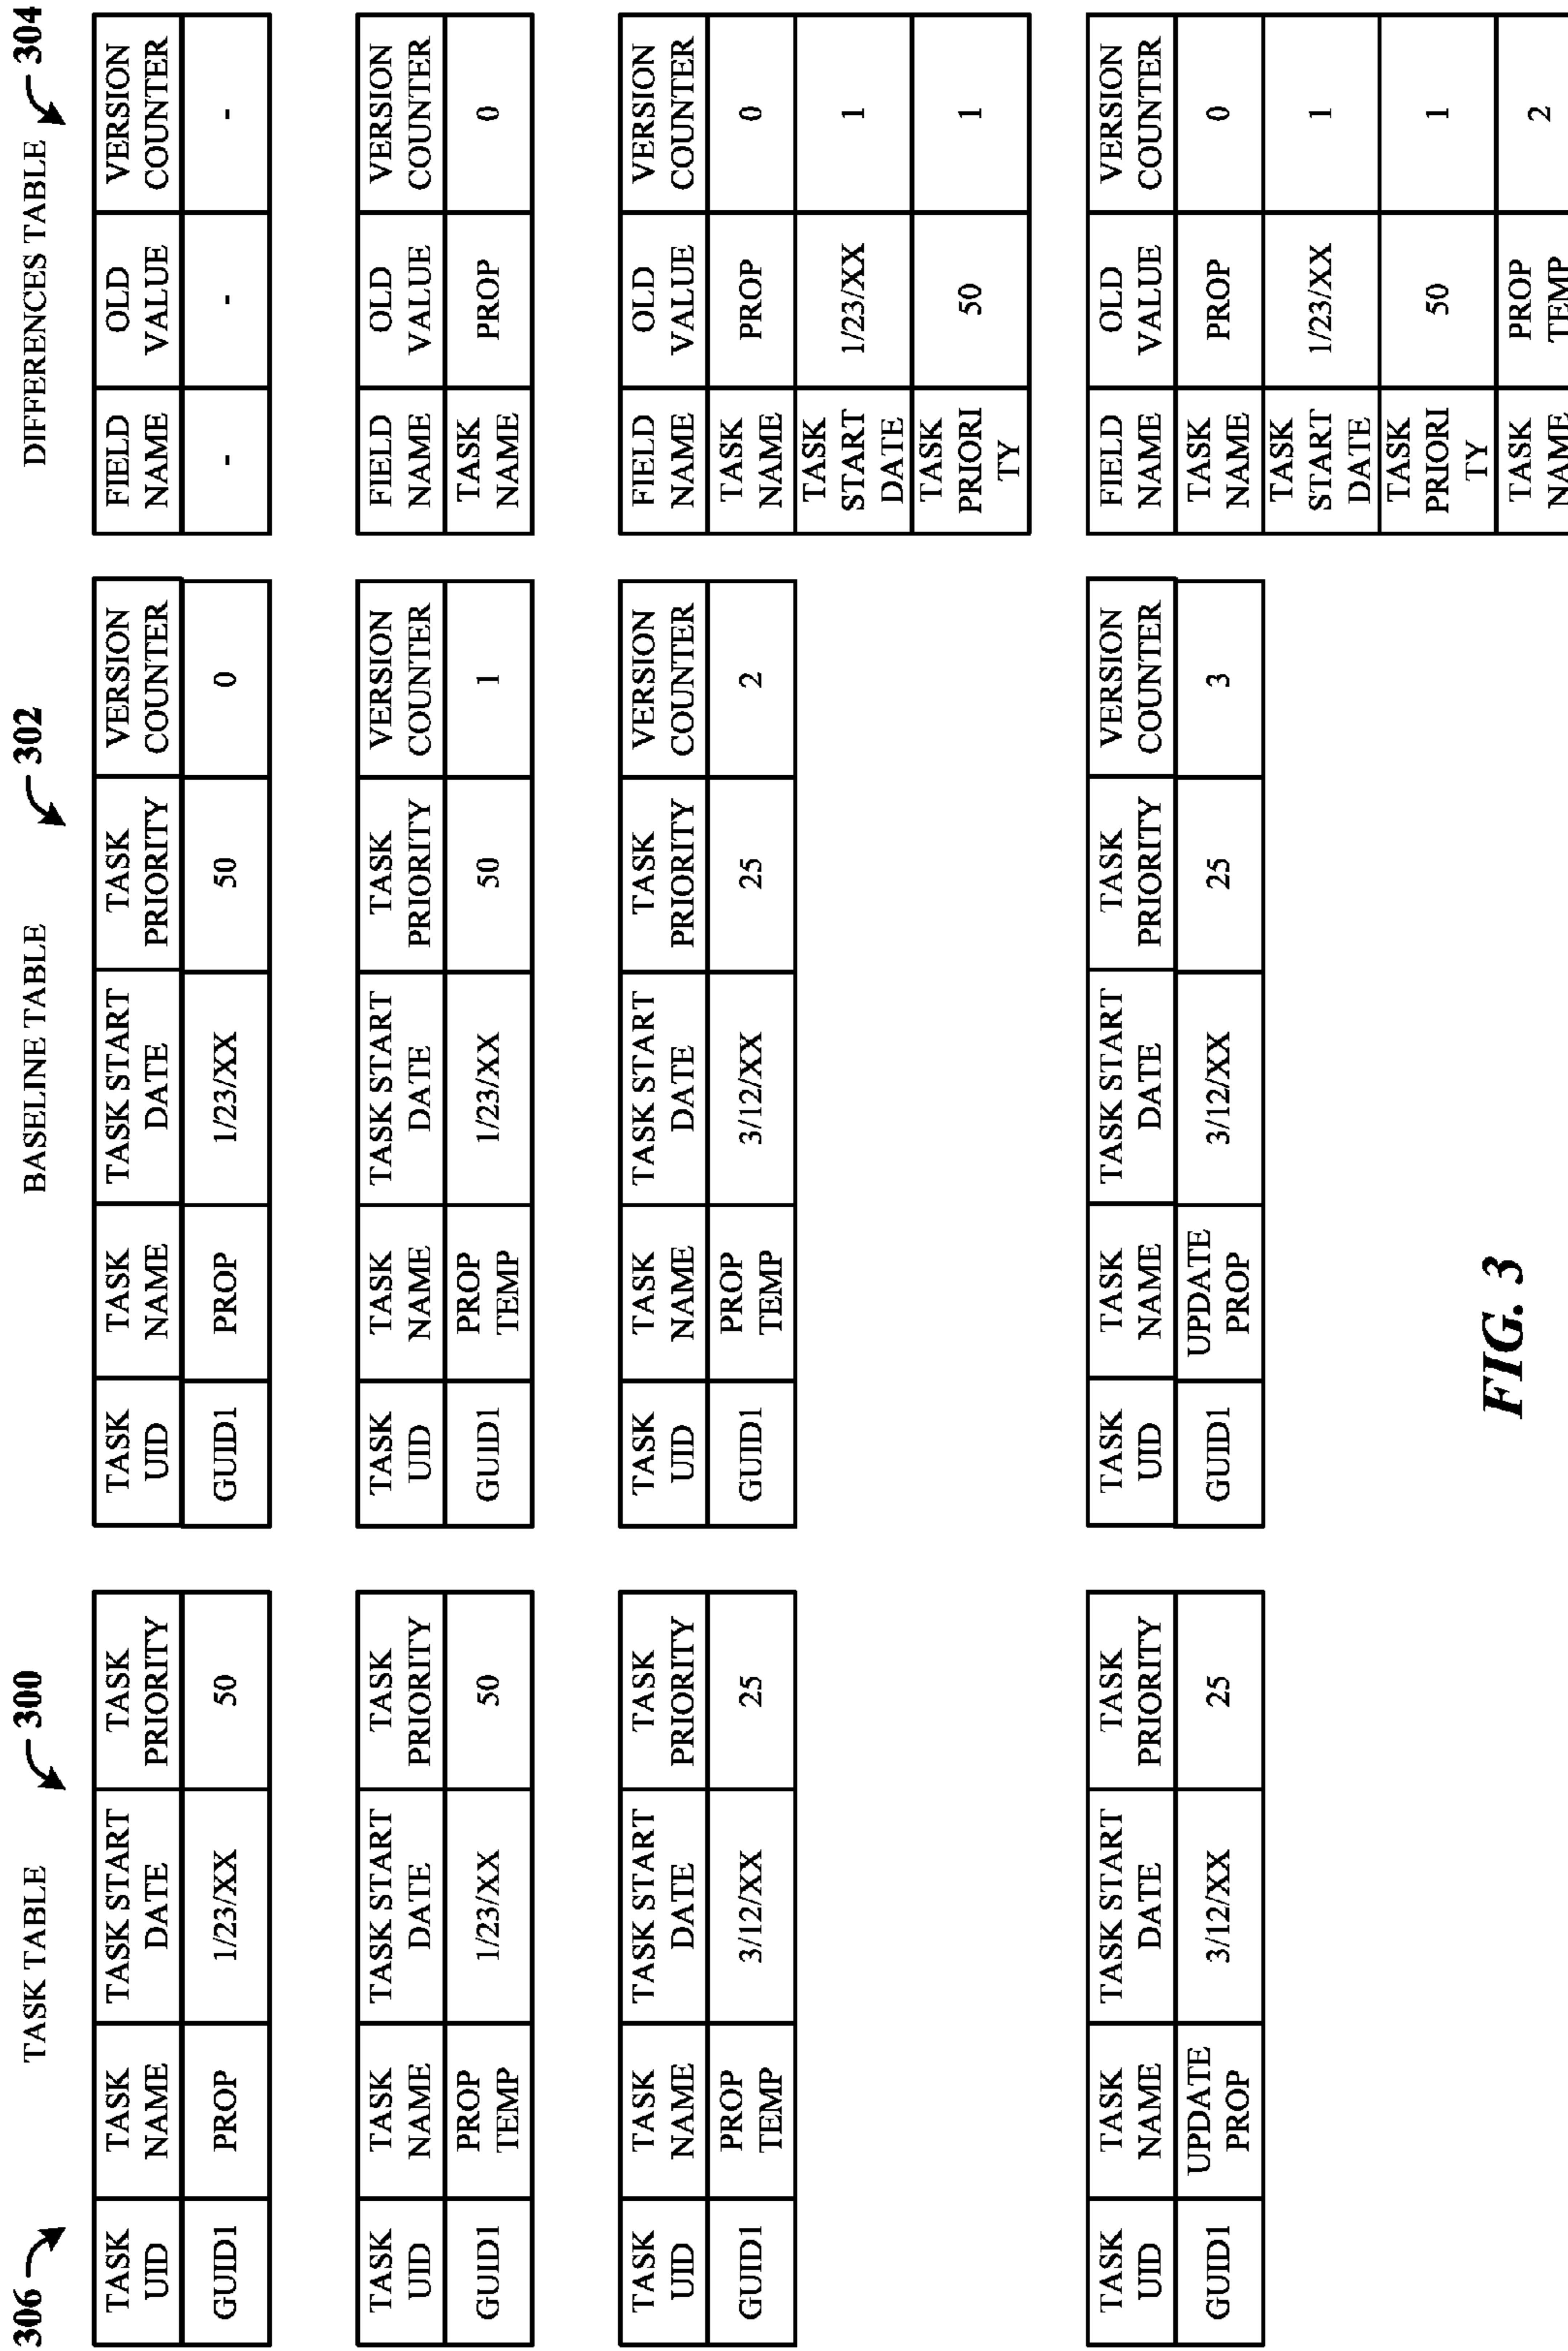 306
TASK TABLE
300
BASELINE TABLE
302
DIFFERENCES TABLE
304
TASK UID
TASK NAME
TASK START DATE
TASK PRIORITY
GUID1
PROP
1/23/XX
50
TASK UID
TASK NAME
TASK START DATE
TASK PRIORITY
VERSION COUNTER
GUID1
PROP
1/23/XX
50
0
FIELD NAME
OLD VALUE
VERSION COUNTER
-
-
-
TASK UID
TASK NAME
TASK START DATE
TASK PRIORITY
GUID1
PROP TEMP
1/23/XX
50
TASK UID
TASK NAME
TASK START DATE
TASK PRIORITY
VERSION COUNTER
GUID1
PROP TEMP
1/23/XX
50
1
FIELD NAME
OLD VALUE
VERSION COUNTER
TASK NAME
PROP
0
TASK UID
TASK NAME
TASK START DATE
TASK PRIORITY
GUID1
PROP TEMP
3/12/XX
25
TASK UID
TASK NAME
TASK START DATE
TASK PRIORITY
VERSION COUNTER
GUID1
PROP TEMP
3/12/XX
25
2
FIELD NAME
OLD VALUE
VERSION COUNTER
TASK NAME
PROP
0
TASK START DATE
1/23/XX
1
TASK PRIORI TY
50
1
TASK UID
TASK NAME
TASK START DATE
TASK PRIORITY
GUID1
UPDATE PROP
3/12/XX
25
TASK UID
TASK NAME
TASK START DATE
TASK PRIORITY
VERSION COUNTER
GUID1
UPDATE PROP
3/12/XX
25
3
FIELD NAME
OLD VALUE
VERSION COUNTER
TASK NAME
PROP
0
TASK START DATE
1/23/XX
1
TASK PRIORI TY
50
1
TASK NAME
PROP TEMP
2
FIG. 3